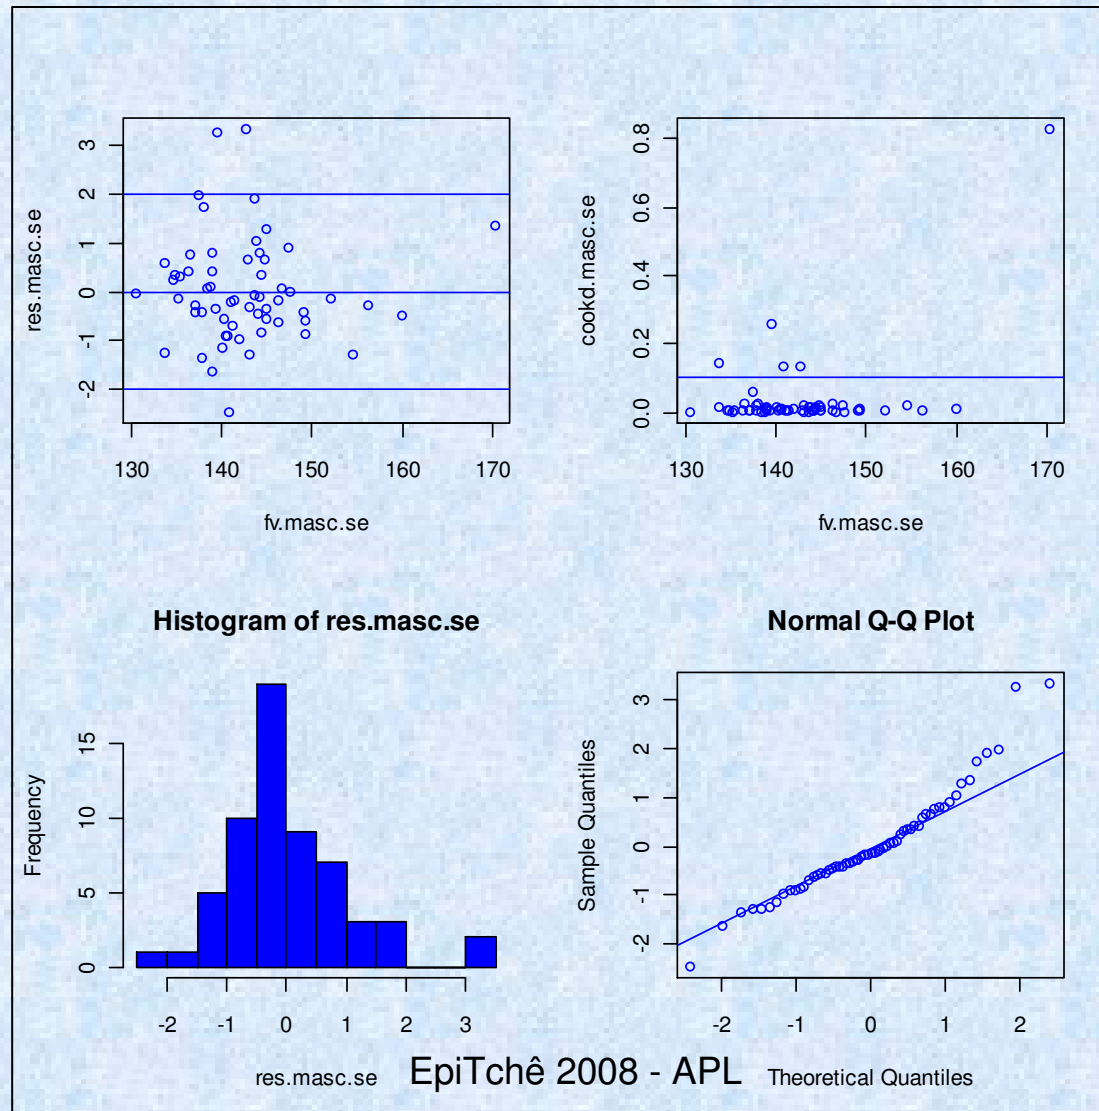 res.masc.se
3
2
1
0
-1
-2
130 140 150 160 170
fv.masc.se
cookd.masc.se
0.8
0.6
0.4
0.2
0.0
130 140 150 160 170
fv.masc.se
Histogram of res.masc.se
Frequency
15
10
5
0
-2 -1 0 1 2 3
res.masc.se
Normal Q-Q Plot
Sample Quantiles
3
2
1
0
-1
-2
-2 -1 0 1 2
Theoretical Quantiles
EpiTchê 2008 - APL